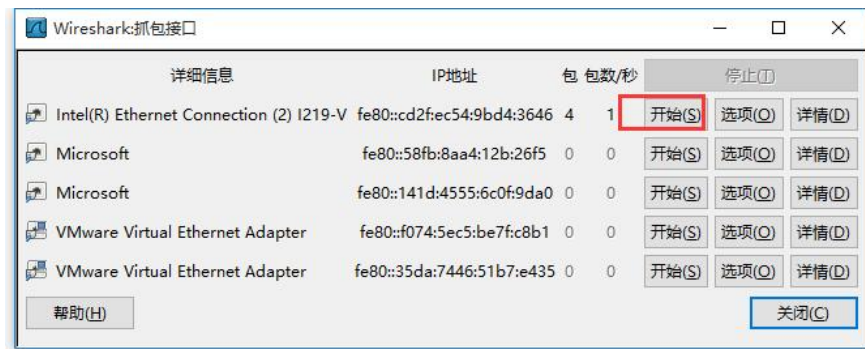 Wireshark:抓包接口
详细信息 IP地址 包 包数/秒 停止(T)
Intel(R) Ethernet Connection (2) I219-V fe80::cd2f:ec54:9bd4:3646 4 1 开始(S) 选项(O) 详情(D)
Microsoft fe80::58fb:8aa4:12b:26f5 0 0 开始(S) 选项(O) 详情(D)
Microsoft fe80::141d:4555:6c0f:9da0 0 0 开始(S) 选项(O) 详情(D)
VMware Virtual Ethernet Adapter fe80::f074:5ec5:be7f:c8b1 0 0 开始(S) 选项(O) 详情(D)
VMware Virtual Ethernet Adapter fe80::35da:7446:51b7:e435 0 0 开始(S) 选项(O) 详情(D)
帮助(H) 关闭(C)